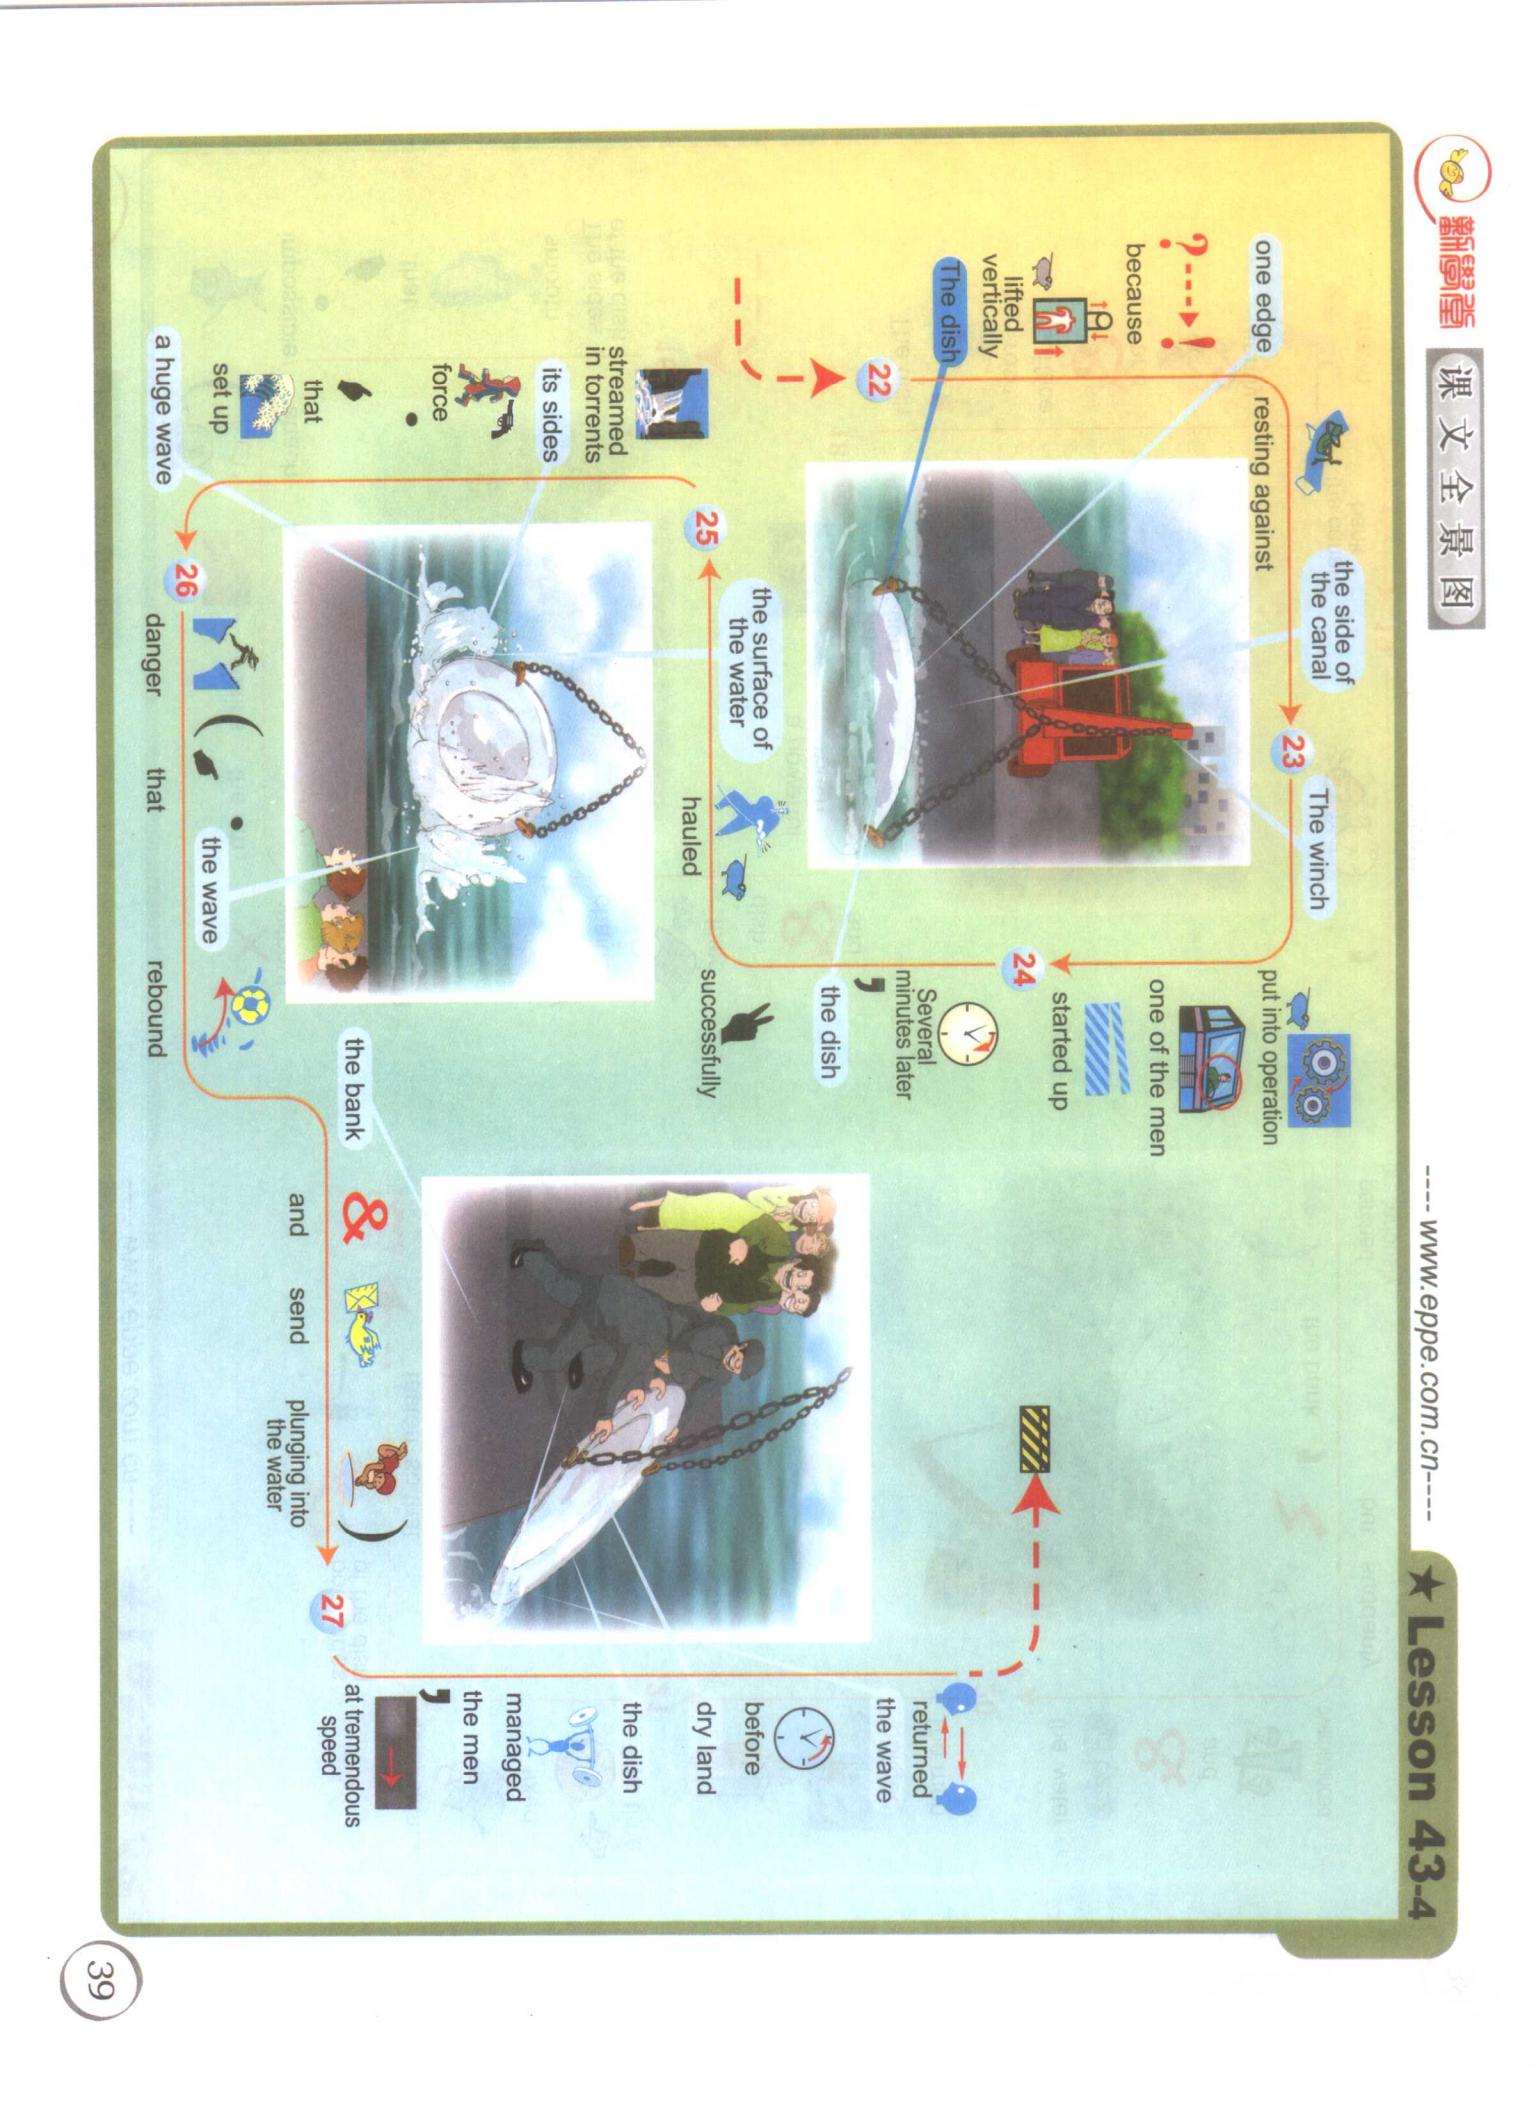 新學堂
课文全景图
----www.eppe.com.cn----
★ Lesson 43-4
22
The dish
lifted
vertically
because
one edge
resting against
the side of
the canal
23
The winch
put into operation
one of the men
started up
24
Several
minutes later
,
the dish
successfully
hauled
the surface of
the water
25
streamed
in torrents
its sides
force
that
set up
a huge wave
26
danger
(
that
the wave
rebound
the bank
&
and
send
plunging into
the water
)
27
at tremendous
speed
,
the men
managed
the dish
dry land
before
the wave
returned
39